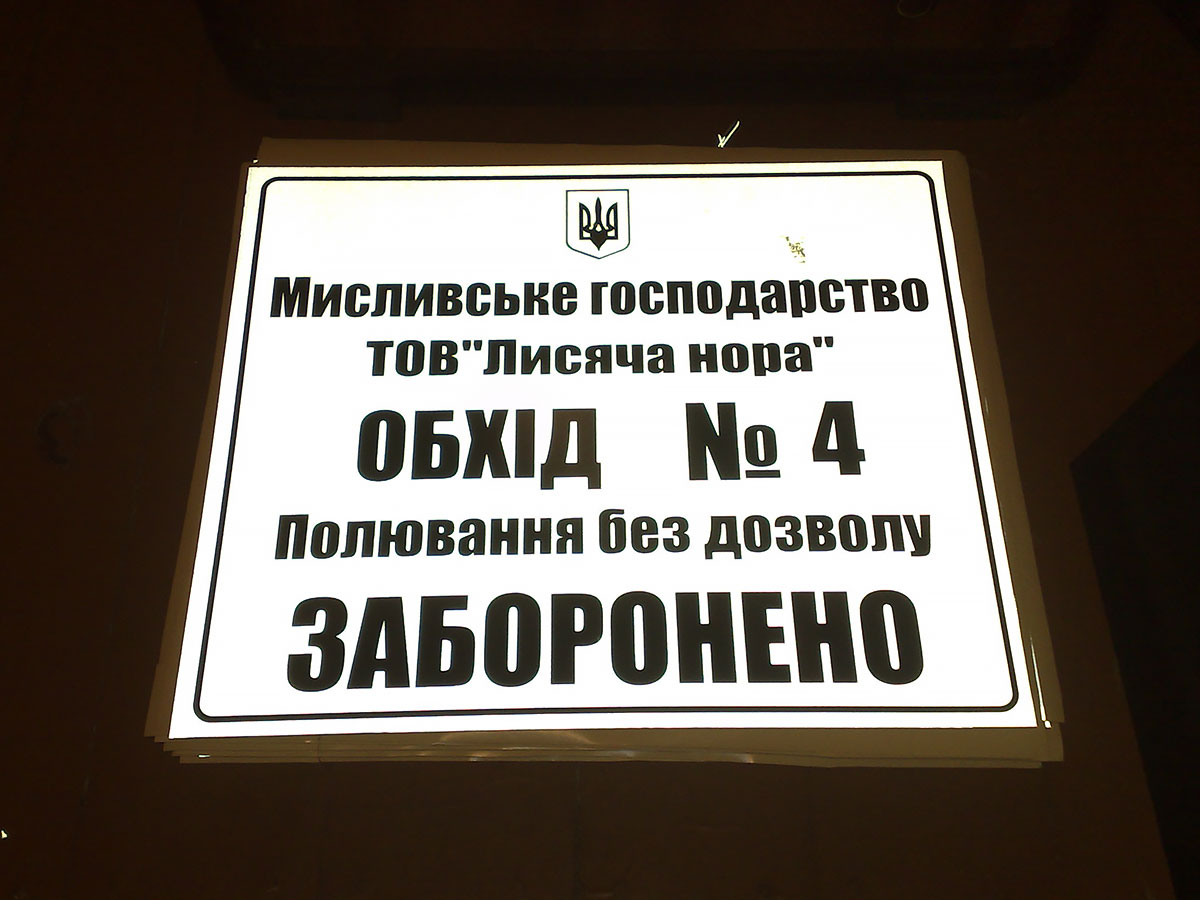 Мисливське господарство
ТОВ"Лисяча нора"
ОБХІД № 4
Полювання без дозволу
ЗАБОРОНЕНО